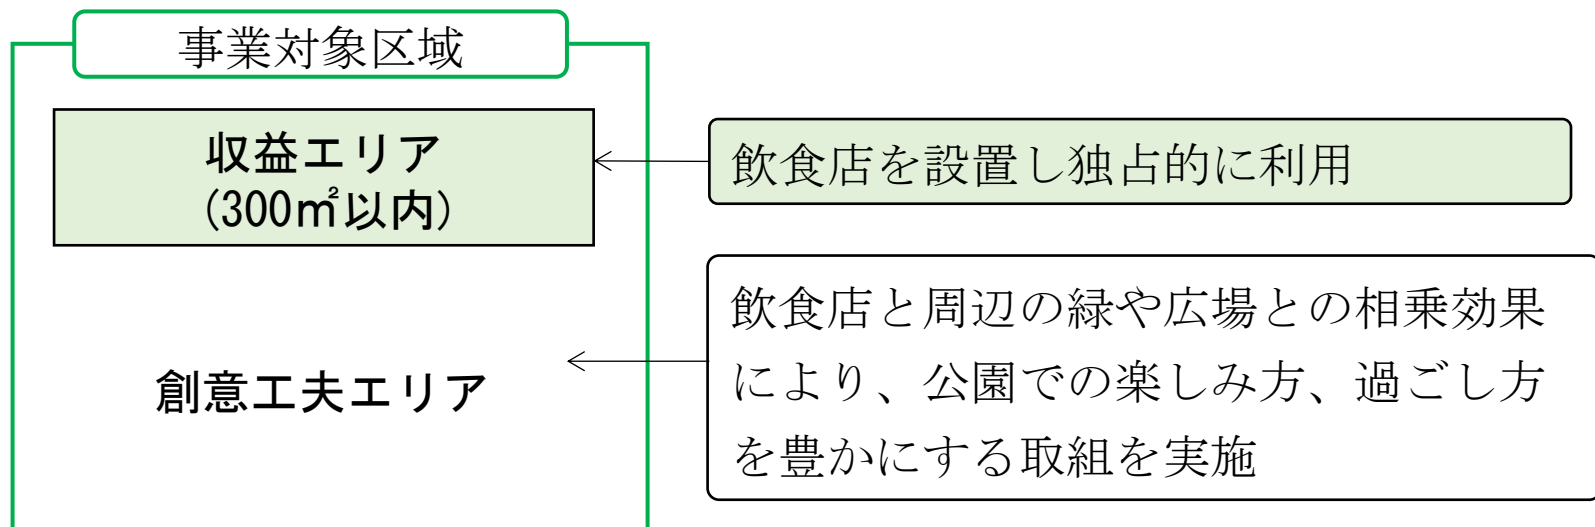 事業対象区域
収益エリア
(300㎡以内)
飲食店を設置し独占的に利用
創意工夫エリア
飲食店と周辺の緑や広場との相乗効果
により、公園での楽しみ方、過ごし方
を豊かにする取組を実施